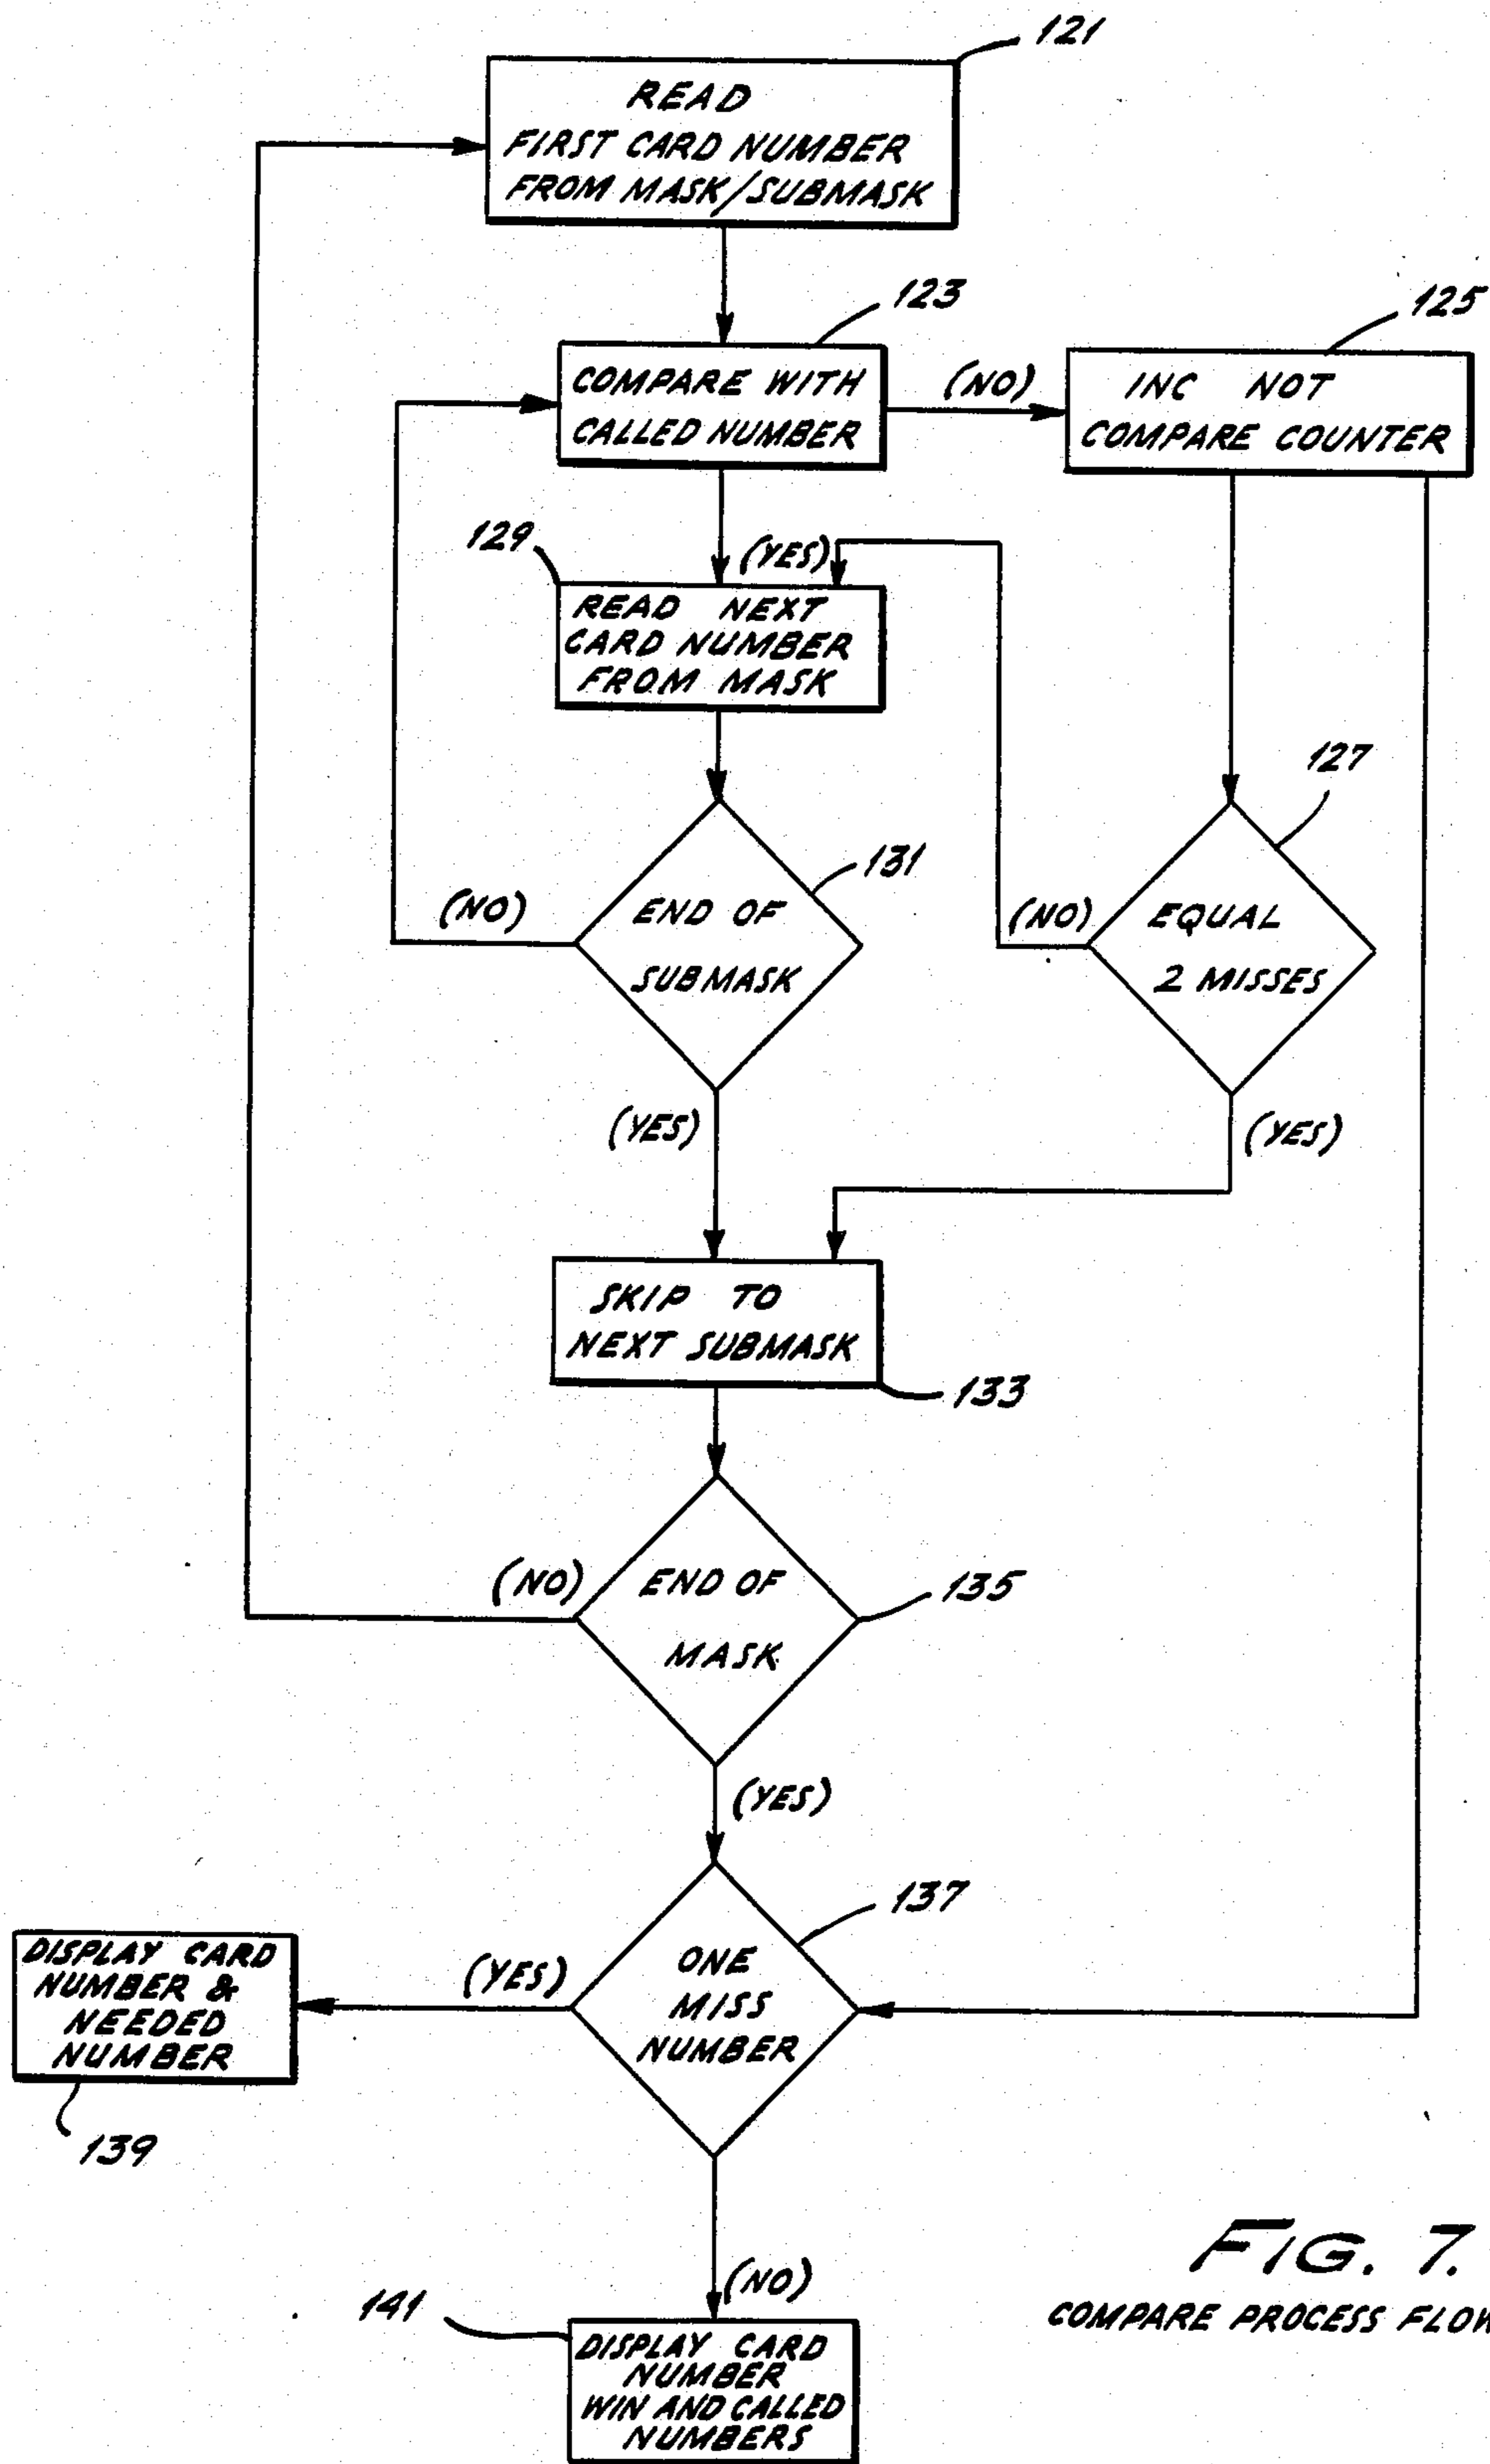 121
READ
FIRST CARD NUMBER
FROM MASK/SUBMASK
123
125
COMPARE WITH
CALLED NUMBER
(NO)
INC NOT
COMPARE COUNTER
129
(YES)
READ NEXT
CARD NUMBER
FROM MASK
127
131
(NO)
END OF
SUBMASK
(NO)
EQUAL
2 MISSES
(YES)
(YES)
SKIP TO
NEXT SUBMASK
133
(NO)
END OF
MASK
135
(YES)
137
DISPLAY CARD
NUMBER &
NEEDED
NUMBER
(YES)
ONE
MISS
NUMBER
139
(NO)
141
DISPLAY CARD
NUMBER
WIN AND CALLED
NUMBERS
FIG. 7.
COMPARE PROCESS FLOW